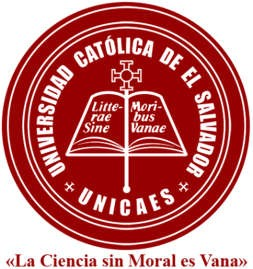 UNIVERSIDAD CATÓLICA DE EL SALVADOR
Litte-
rae
Sine
Mori-
bus
Vanae
UNICAES
«La Ciencia sin Moral es Vana»